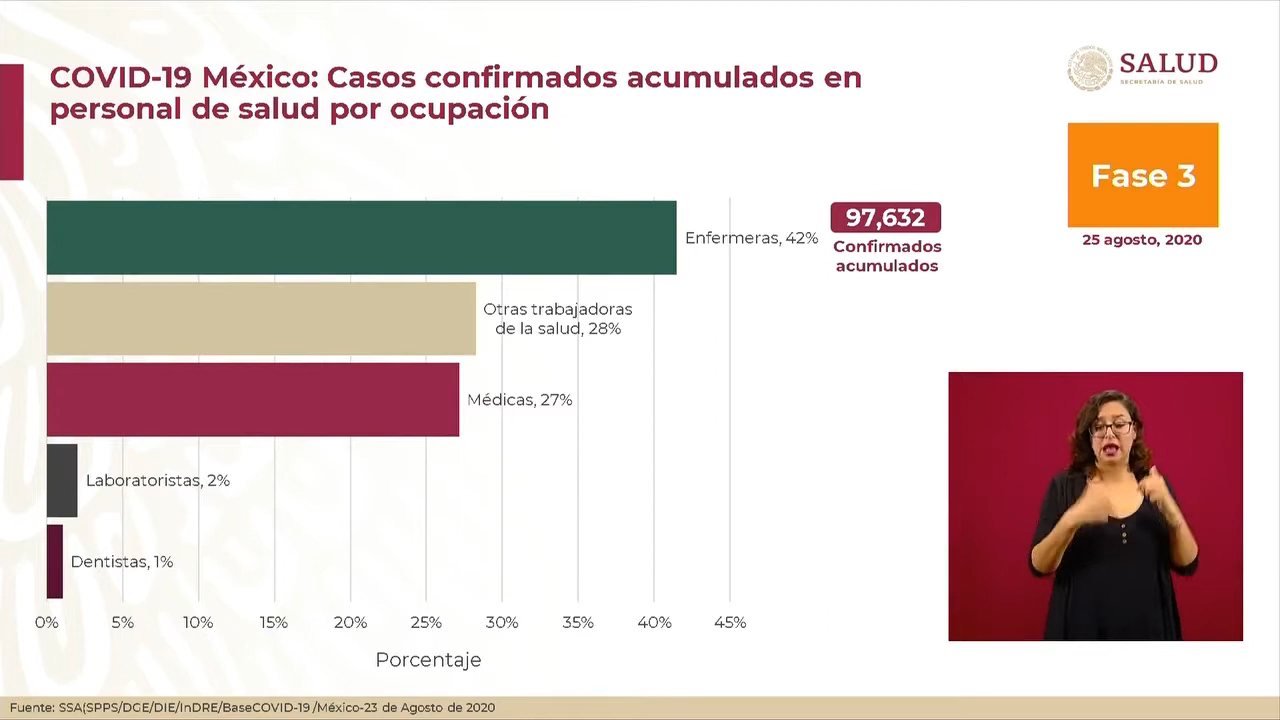 COVID-19 México: Casos confirmados acumulados en
personal de salud por ocupación
SALUD
SECRETARÍA DE SALUD
Fase 3
25 agosto, 2020
97,632
Confirmados
acumulados
Enfermeras, 42%
Otras trabajadoras
de la salud, 28%
Médicas, 27%
Laboratoristas, 2%
Dentistas, 1%
0% 5% 10% 15% 20% 25% 30% 35% 40% 45%
Porcentaje
Fuente: SSA(SPPS/DGE/DIE/InDRE/BaseCOVID-19 /México-23 de Agosto de 2020